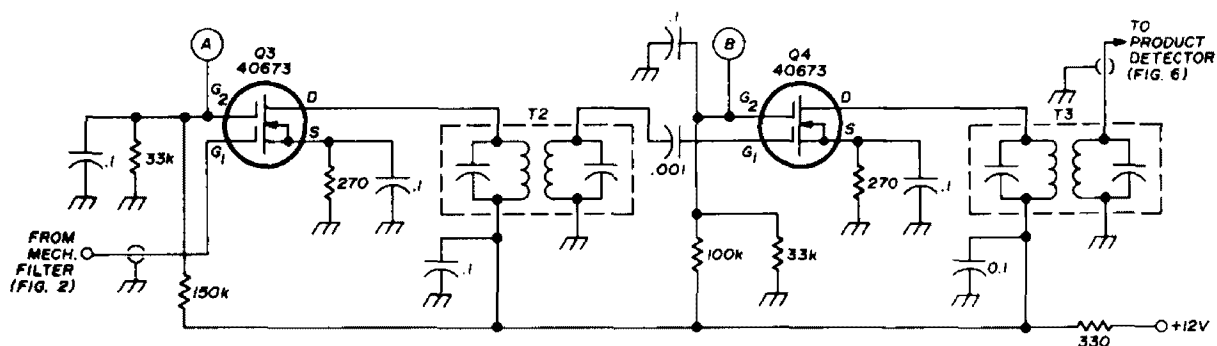 A
Q3
40673
G2
D
S
G1
.1
33k
270
.1
FROM
MECH.
FILTER
(FIG. 2)
150k
T2
.1
.001
.1
B
Q4
40673
G2
D
S
G1
100k
33k
270
.1
T3
0.1
TO
PRODUCT
DETECTOR
(FIG. 6)
330
+12V